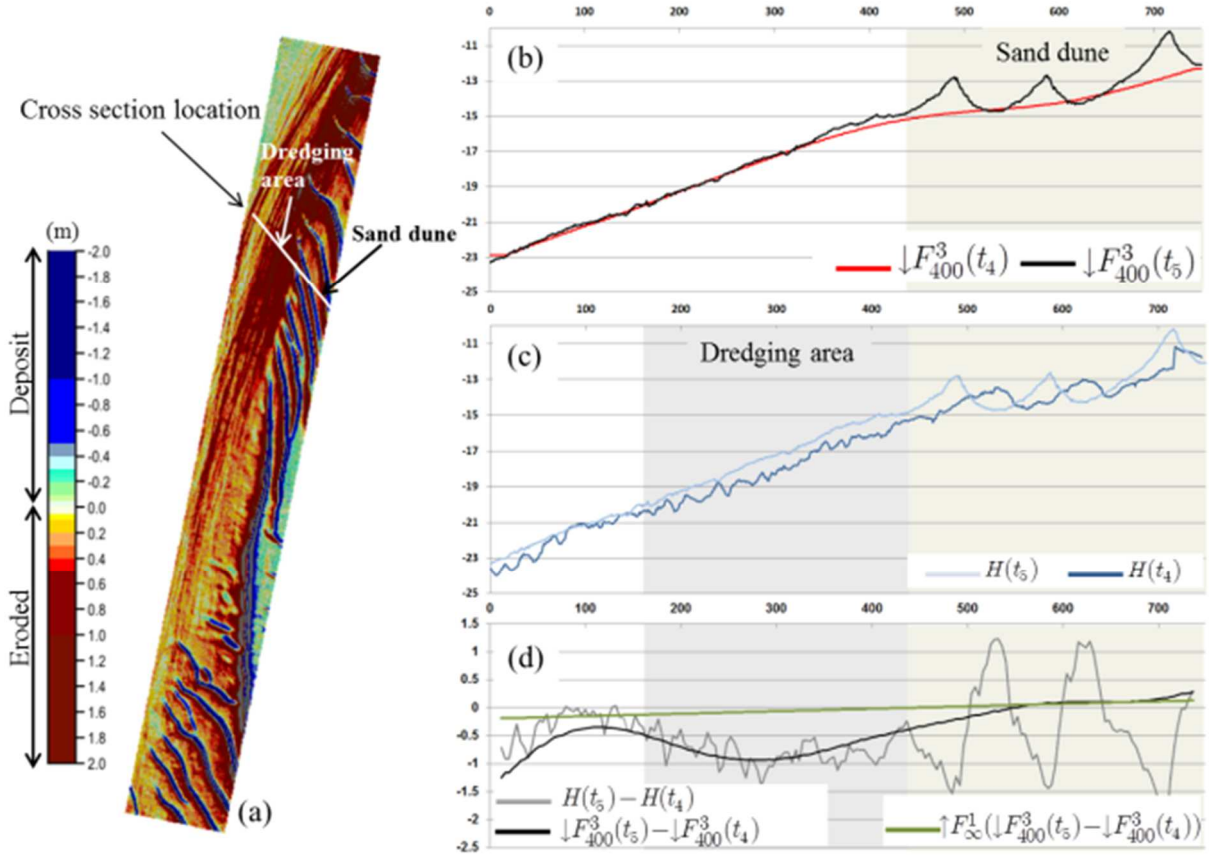 Cross section location
Dredging
area
Sand dune
(m)
-2.0
-1.8
-1.6
-1.4
-1.2
-1.0
-0.8
-0.6
-0.4
-0.2
0.0
0.2
0.4
0.6
0.8
1.0
1.2
1.4
1.6
1.8
2.0
Deposit
Eroded
(a)
0 100 200 300 400 500 600 700
(b)
Sand dune
-11
-13
-15
-17
-19
-21
-23
-25
↓F³₄₀₀(t₄) ↓F³₄₀₀(t₅)
0 100 200 300 400 500 600 700
(c)
Dredging area
-11
-13
-15
-17
-19
-21
-23
-25
H(t₅) H(t₄)
0 100 200 300 400 500 600 700
(d)
1.5
1
0.5
0
-0.5
-1
-1.5
-2
-2.5
H(t₅)−H(t₄)
↓F³₄₀₀(t₅)−↓F³₄₀₀(t₄)
↑F¹∞(↓F³₄₀₀(t₅)−↓F³₄₀₀(t₄))